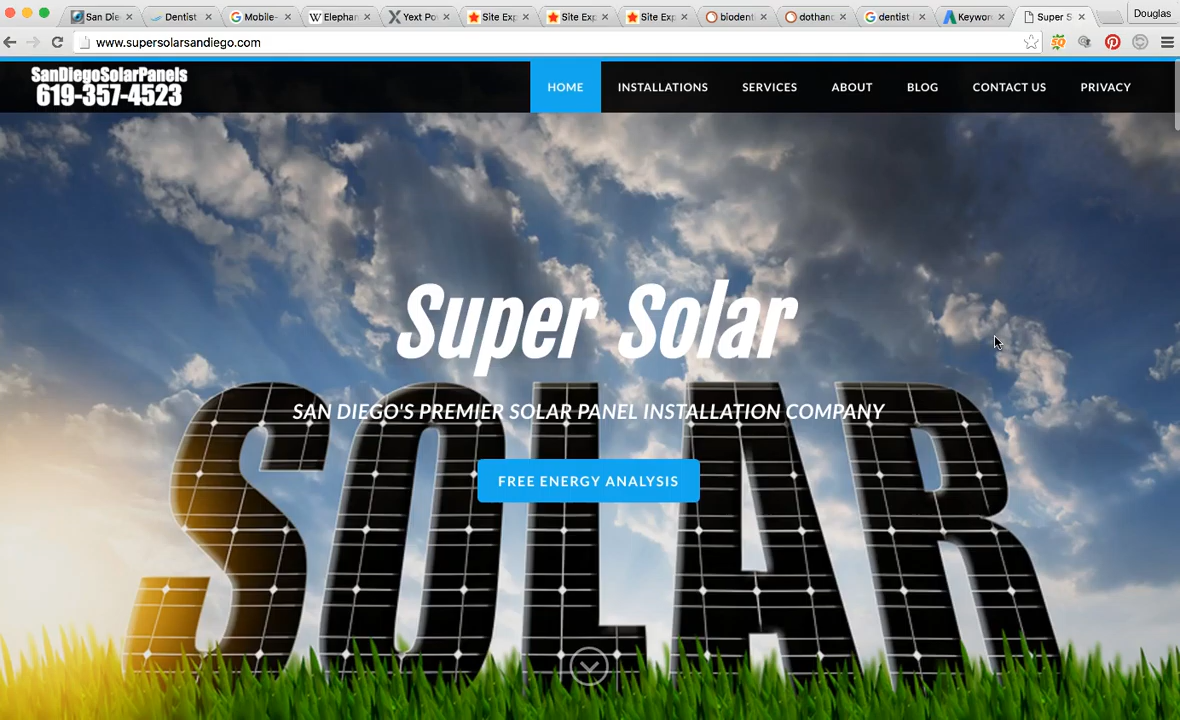 San Die
Dentist
Mobile-
Elephan
Yext Po
Site Exp
Site Exp
Site Exp
bioden
dothan
dentist
Keywor
Super S
Douglas
www.supersolarsandiego.com
SanDiegoSolarPanels
619-357-4523
HOME
INSTALLATIONS
SERVICES
ABOUT
BLOG
CONTACT US
PRIVACY
Super Solar
SAN DIEGO'S PREMIER SOLAR PANEL INSTALLATION COMPANY
FREE ENERGY ANALYSIS
SOLAR